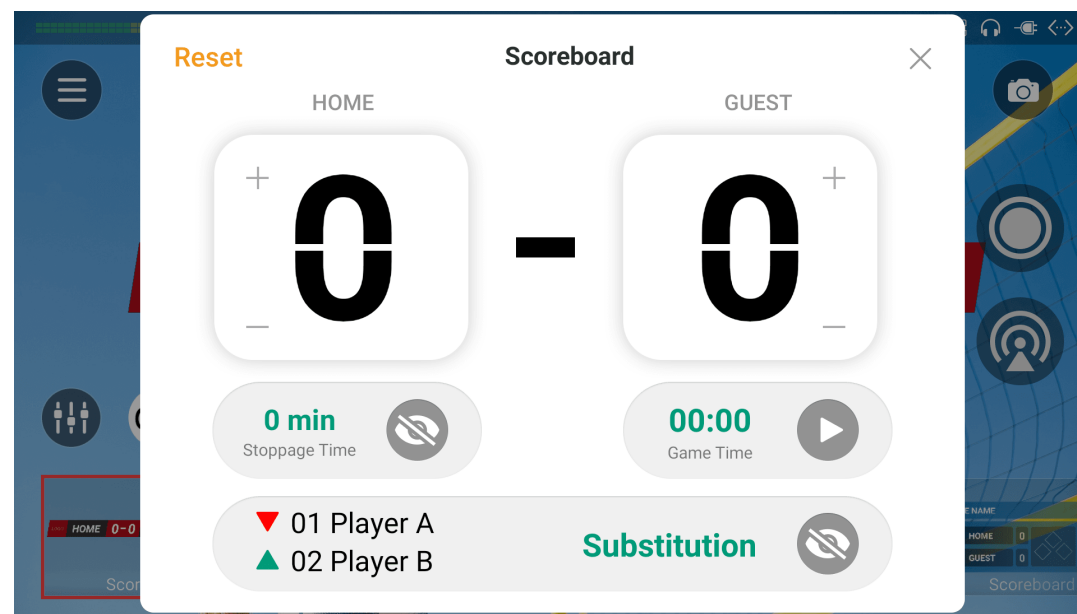 Reset
Scoreboard
HOME
GUEST
0 - 0
0 min
Stoppage Time
00:00
Game Time
01 Player A
02 Player B
Substitution
HOME 0-0
NAME
HOME 0
GUEST 0
Scoreboard